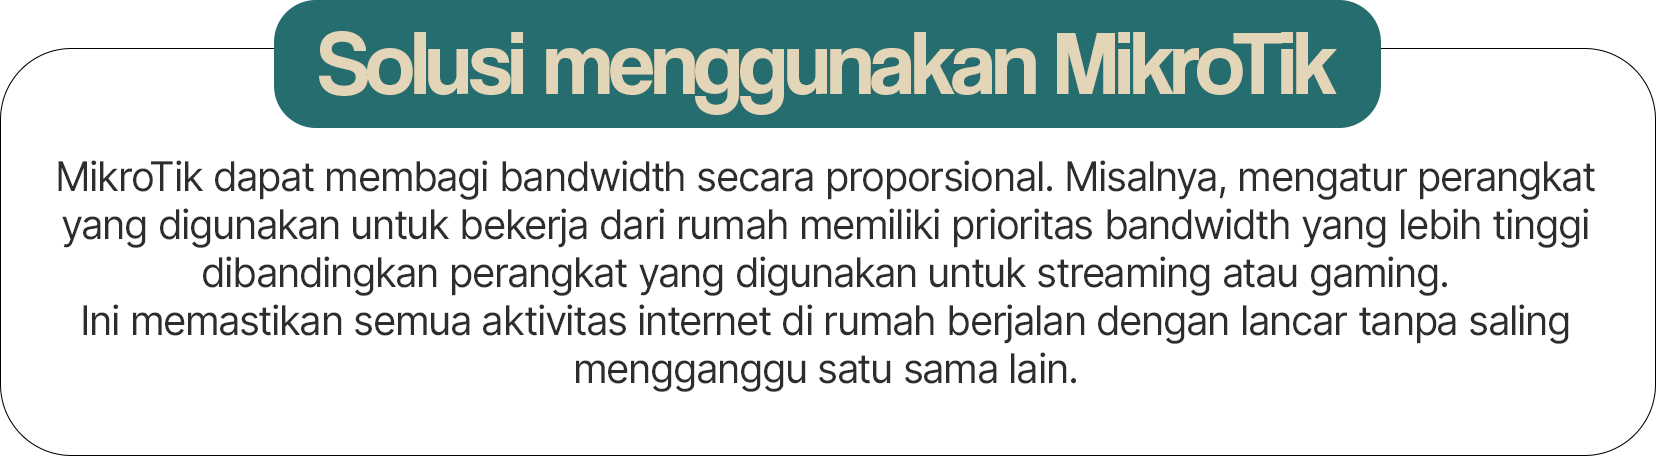 Solusi menggunakan MikroTik
MikroTik dapat membagi bandwidth secara proporsional. Misalnya, mengatur perangkat
yang digunakan untuk bekerja dari rumah memiliki prioritas bandwidth yang lebih tinggi
dibandingkan perangkat yang digunakan untuk streaming atau gaming.
Ini memastikan semua aktivitas internet di rumah berjalan dengan lancar tanpa saling
mengganggu satu sama lain.